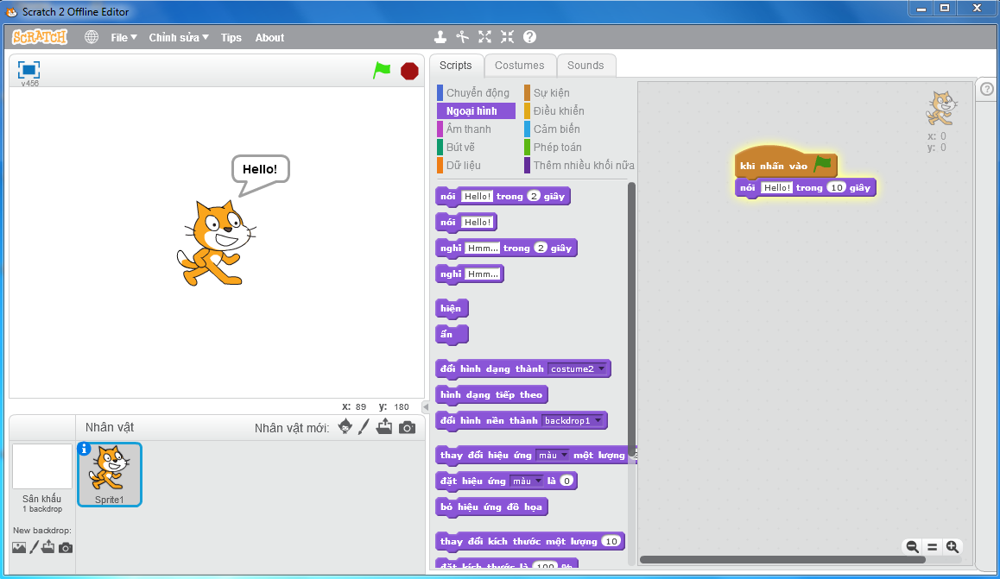 Scratch 2 Offline Editor
SCRATCH File Chỉnh sửa Tips About
v456
Scripts Costumes Sounds
Chuyển động Sự kiện
Ngoại hình Điều khiển
Âm thanh Cảm biến
Bút vẽ Phép toán
Dữ liệu Thêm nhiều khối nữa
Hello!
nói Hello! trong 2 giây
nói Hello!
nghĩ Hmm... trong 2 giây
nghĩ Hmm...
hiện
ẩn
đổi hình dạng thành costume2
hình dạng tiếp theo
đổi hình nền thành backdrop1
thay đổi hiệu ứng màu một lượng
đặt hiệu ứng màu là 0
bỏ hiệu ứng đồ họa
thay đổi kích thước một lượng 10
đặt kích thước là 100 %
khi nhấn vào
nói Hello! trong 10 giây
x: 0
y: 0
x: 89 y: 180
Nhân vật Nhân vật mới:
Sprite1
Sân khấu
1 backdrop
New backdrop: